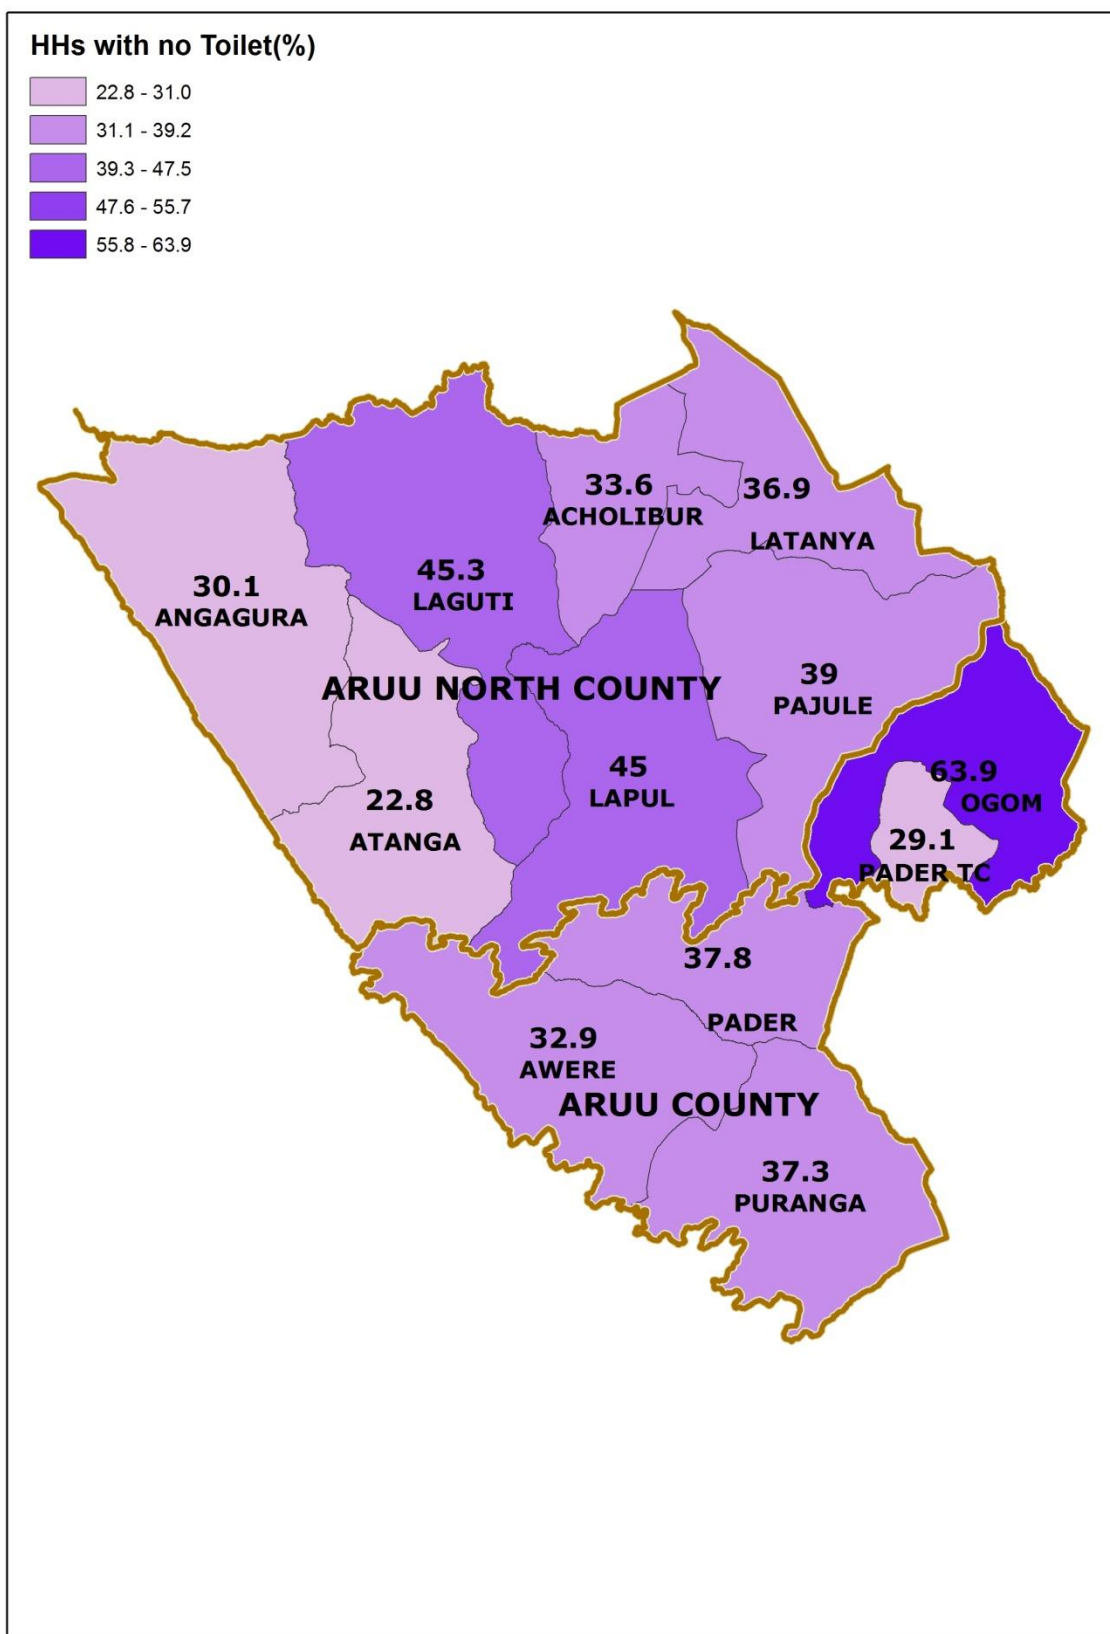 HHs with no Toilet(%)
22.8 - 31.0
31.1 - 39.2
39.3 - 47.5
47.6 - 55.7
55.8 - 63.9
33.6
ACHOLIBUR
36.9
LATANYA
45.3
LAGUTI
30.1
ANGAGURA
ARUU NORTH COUNTY
39
PAJULE
45
LAPUL
22.8
ATANGA
63.9
OGOM
29.1
PADER TC
37.8
PADER
32.9
AWERE
ARUU COUNTY
37.3
PURANGA